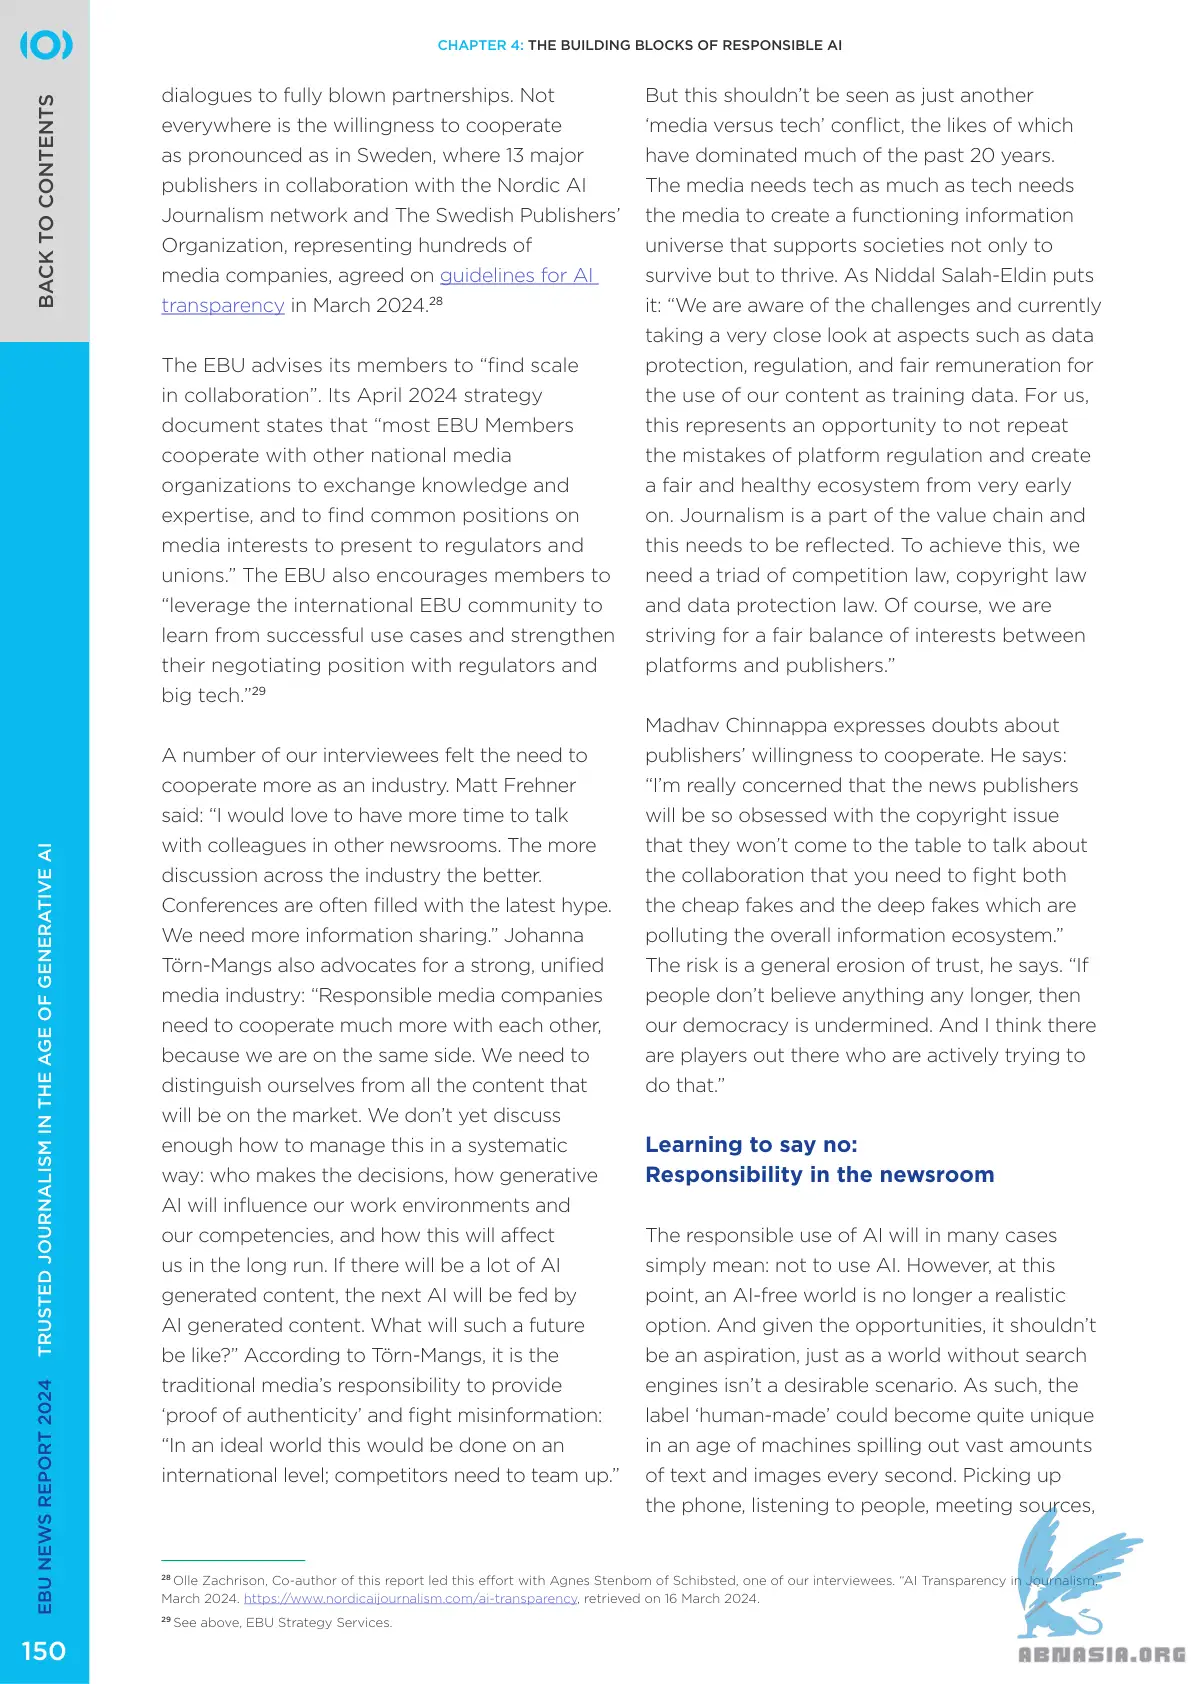 CHAPTER 4: THE BUILDING BLOCKS OF RESPONSIBLE AI
BACK TO CONTENTS
dialogues to fully blown partnerships. Not
everywhere is the willingness to cooperate
as pronounced as in Sweden, where 13 major
publishers in collaboration with the Nordic AI
Journalism network and The Swedish Publishers’
Organization, representing hundreds of
media companies, agreed on guidelines for AI
transparency in March 2024.28
The EBU advises its members to “find scale
in collaboration”. Its April 2024 strategy
document states that “most EBU Members
cooperate with other national media
organizations to exchange knowledge and
expertise, and to find common positions on
media interests to present to regulators and
unions.” The EBU also encourages members to
“leverage the international EBU community to
learn from successful use cases and strengthen
their negotiating position with regulators and
big tech.”29
A number of our interviewees felt the need to
cooperate more as an industry. Matt Frehner
said: “I would love to have more time to talk
with colleagues in other newsrooms. The more
discussion across the industry the better.
Conferences are often filled with the latest hype.
We need more information sharing.” Johanna
Törn-Mangs also advocates for a strong, unified
media industry: “Responsible media companies
need to cooperate much more with each other,
because we are on the same side. We need to
distinguish ourselves from all the content that
will be on the market. We don’t yet discuss
enough how to manage this in a systematic
way: who makes the decisions, how generative
AI will influence our work environments and
our competencies, and how this will affect
us in the long run. If there will be a lot of AI
generated content, the next AI will be fed by
AI generated content. What will such a future
be like?” According to Törn-Mangs, it is the
traditional media’s responsibility to provide
‘proof of authenticity’ and fight misinformation:
“In an ideal world this would be done on an
international level; competitors need to team up.”
But this shouldn’t be seen as just another
‘media versus tech’ conflict, the likes of which
have dominated much of the past 20 years.
The media needs tech as much as tech needs
the media to create a functioning information
universe that supports societies not only to
survive but to thrive. As Niddal Salah-Eldin puts
it: “We are aware of the challenges and currently
taking a very close look at aspects such as data
protection, regulation, and fair remuneration for
the use of our content as training data. For us,
this represents an opportunity to not repeat
the mistakes of platform regulation and create
a fair and healthy ecosystem from very early
on. Journalism is a part of the value chain and
this needs to be reflected. To achieve this, we
need a triad of competition law, copyright law
and data protection law. Of course, we are
striving for a fair balance of interests between
platforms and publishers.”
Madhav Chinnappa expresses doubts about
publishers’ willingness to cooperate. He says:
“I’m really concerned that the news publishers
will be so obsessed with the copyright issue
that they won’t come to the table to talk about
the collaboration that you need to fight both
the cheap fakes and the deep fakes which are
polluting the overall information ecosystem.”
The risk is a general erosion of trust, he says. “If
people don’t believe anything any longer, then
our democracy is undermined. And I think there
are players out there who are actively trying to
do that.”
Learning to say no:
Responsibility in the newsroom
The responsible use of AI will in many cases
simply mean: not to use AI. However, at this
point, an AI-free world is no longer a realistic
option. And given the opportunities, it shouldn’t
be an aspiration, just as a world without search
engines isn’t a desirable scenario. As such, the
label ‘human-made’ could become quite unique
in an age of machines spilling out vast amounts
of text and images every second. Picking up
the phone, listening to people, meeting sources,
28 Olle Zachrison, Co-author of this report led this effort with Agnes Stenbom of Schibsted, one of our interviewees. “AI Transparency in Journalism,”
March 2024. https://www.nordicaijournalism.com/ai-transparency, retrieved on 16 March 2024.
29 See above, EBU Strategy Services.
EBU NEWS REPORT 2024 TRUSTED JOURNALISM IN THE AGE OF GENERATIVE AI
150
ABNASIA.ORG